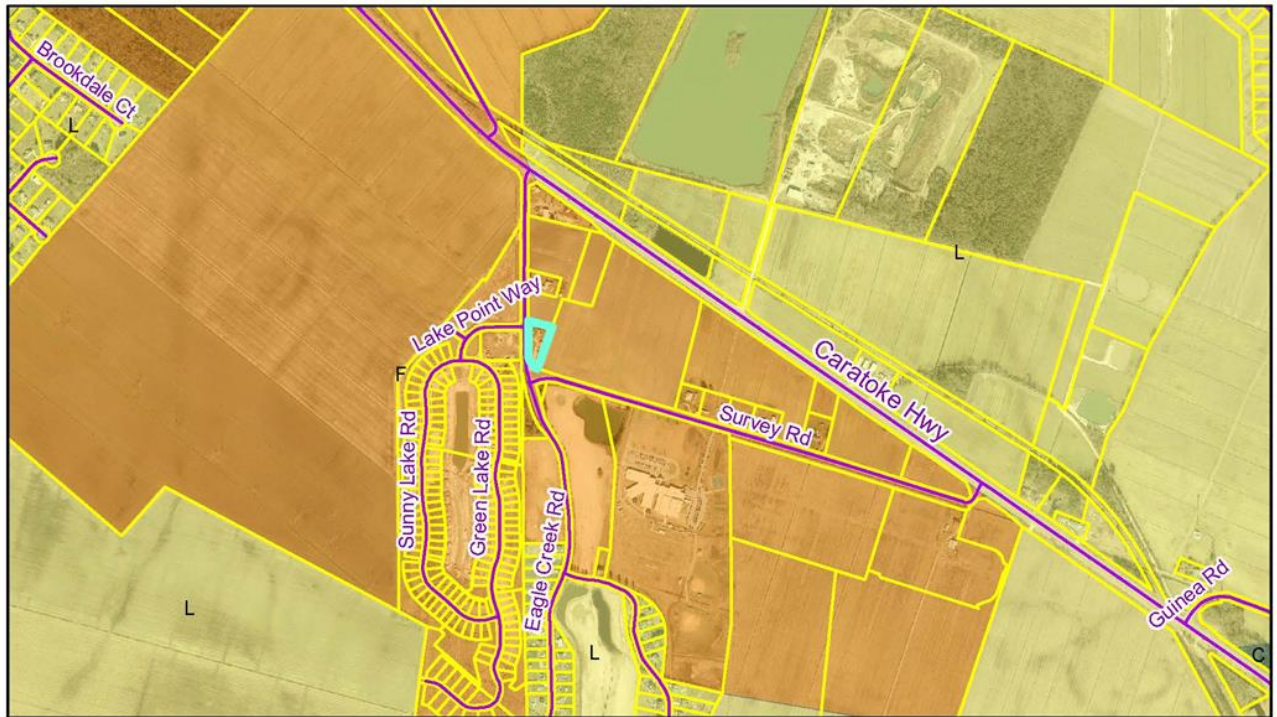 Brookdale Ct
L
L
Lake Point Way
F
Caratoke Hwy
Survey Rd
Sunny Lake Rd
Green Lake Rd
Eagle Creek Rd
Guinea Rd
L
L
C